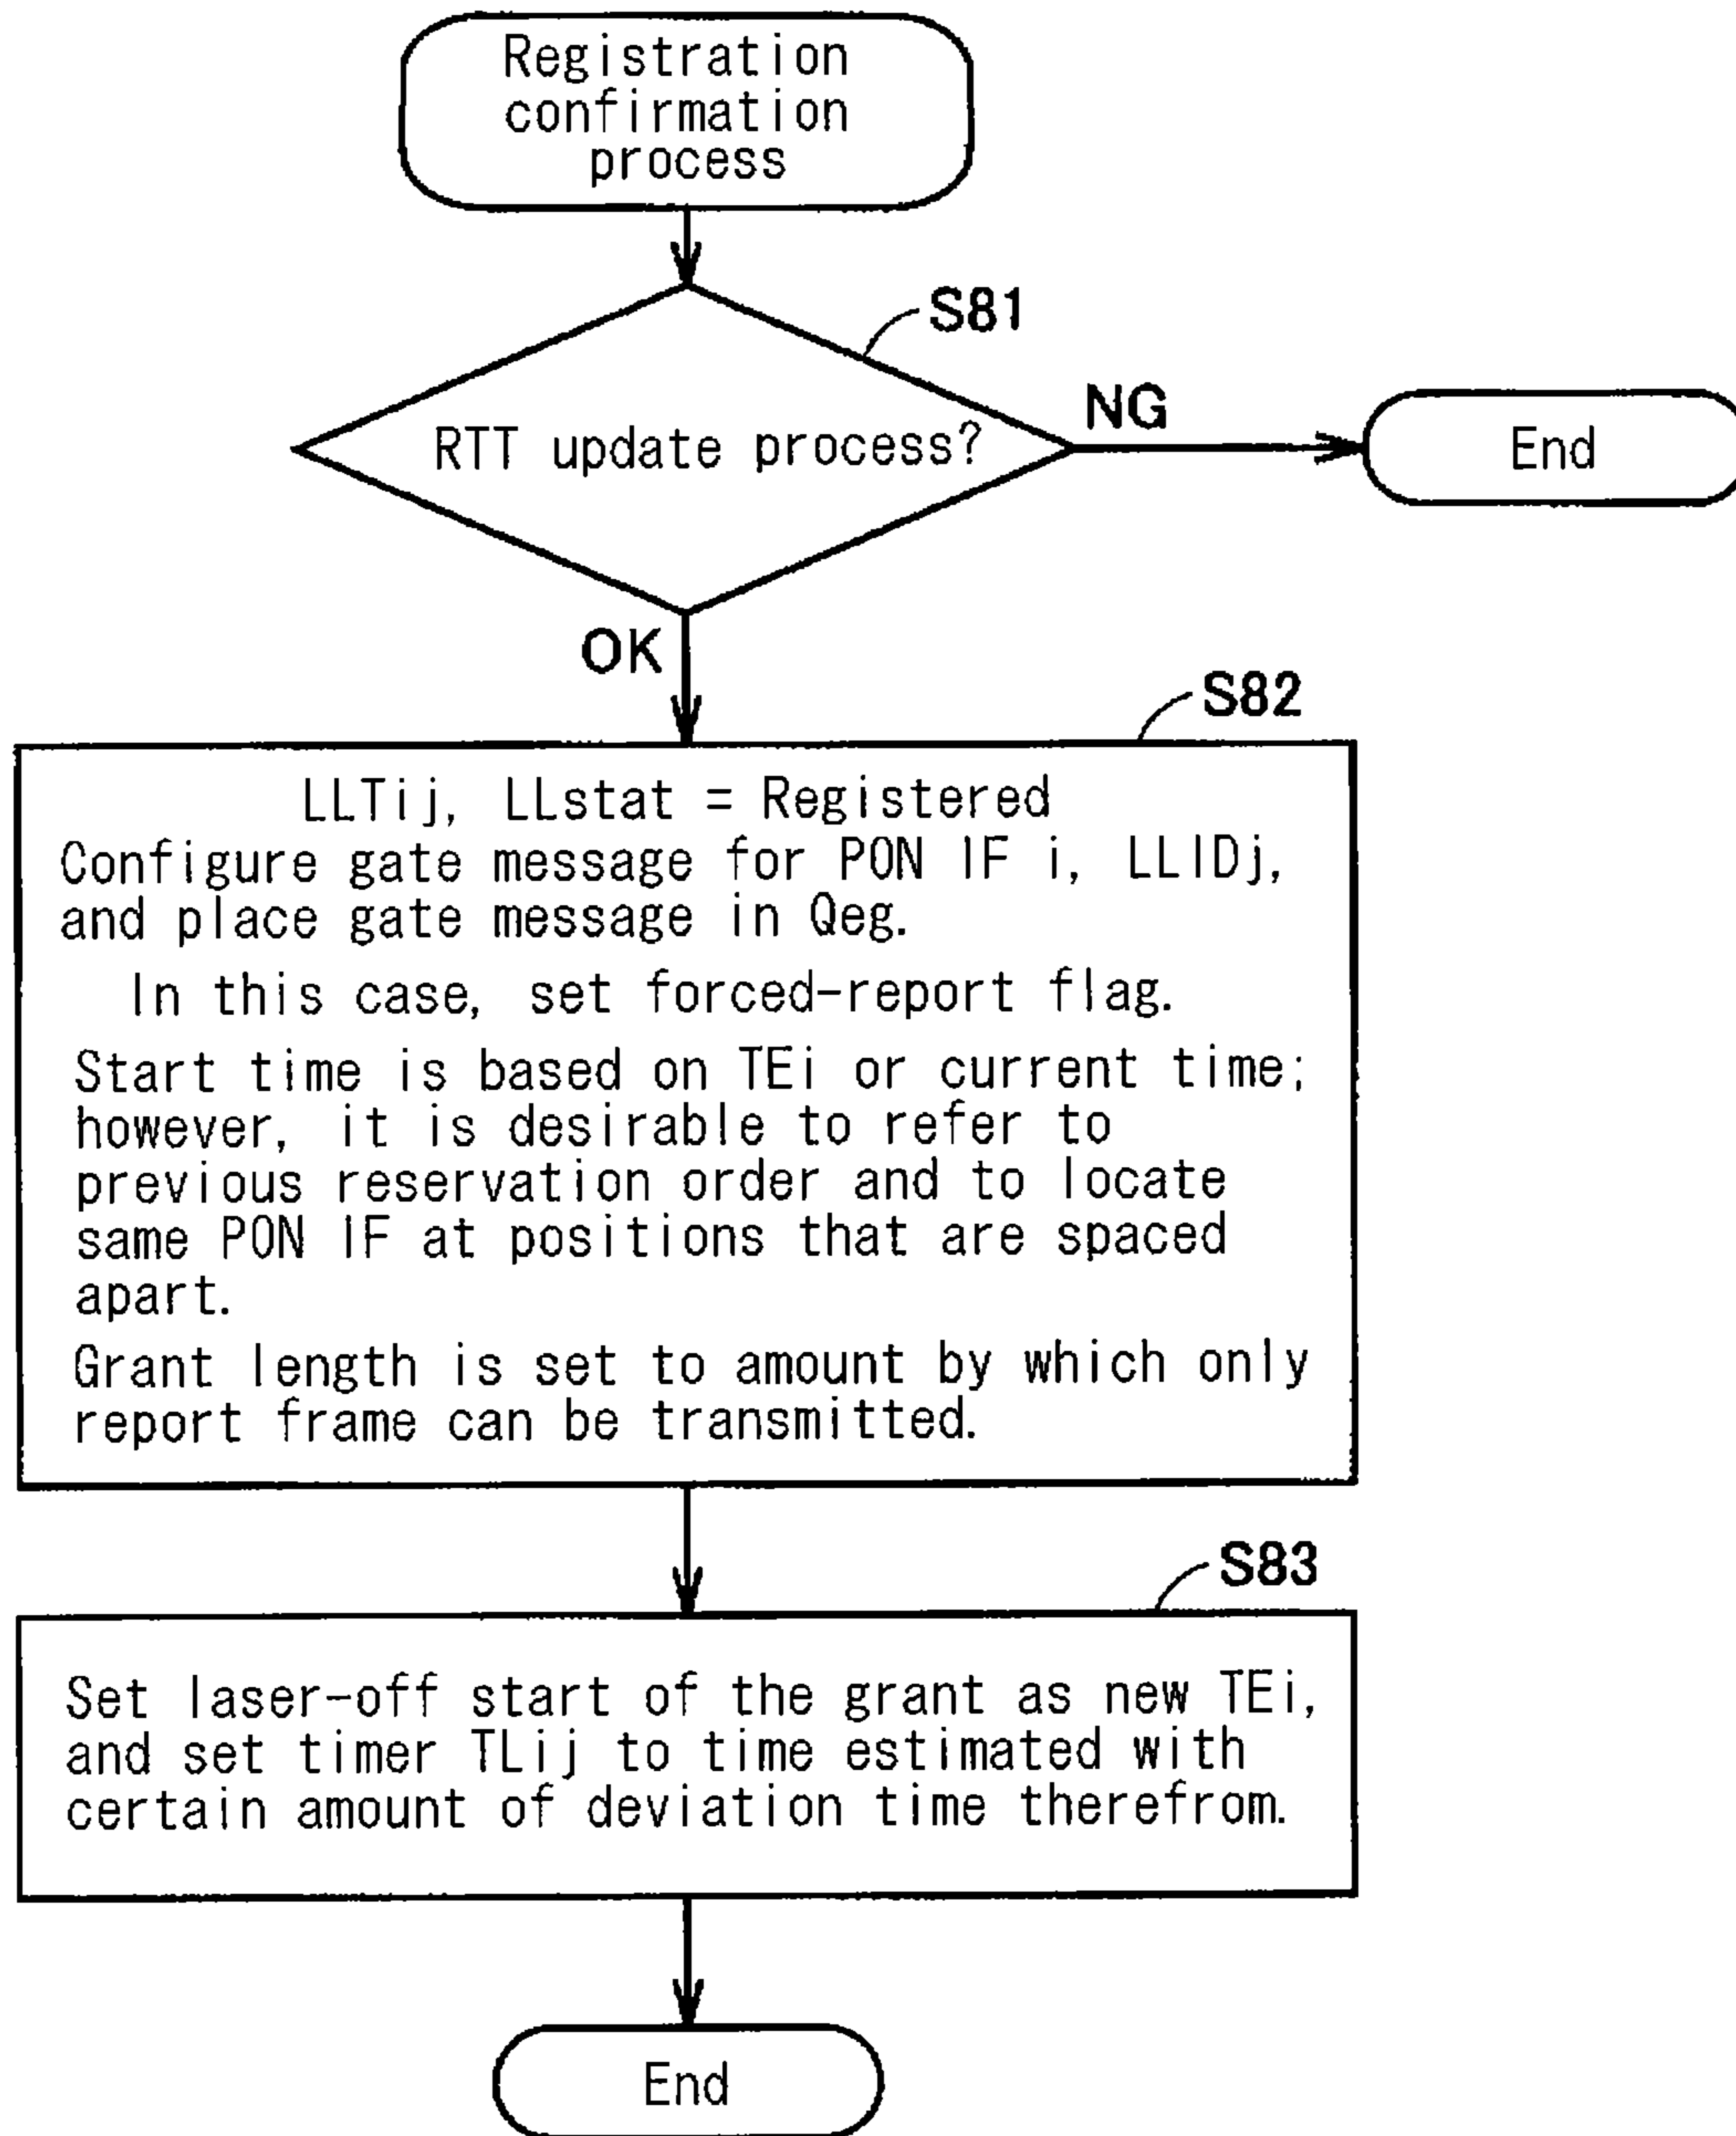 Registration
confirmation
process
S81
RTT update process?
NG
End
OK
S82
LLTij, LLstat = Registered
Configure gate message for PON IF i, LLIDj,
and place gate message in Qeg.
In this case, set forced-report flag.
Start time is based on TEi or current time;
however, it is desirable to refer to
previous reservation order and to locate
same PON IF at positions that are spaced
apart.
Grant length is set to amount by which only
report frame can be transmitted.
S83
Set laser-off start of the grant as new TEi,
and set timer TLij to time estimated with
certain amount of deviation time therefrom.
End